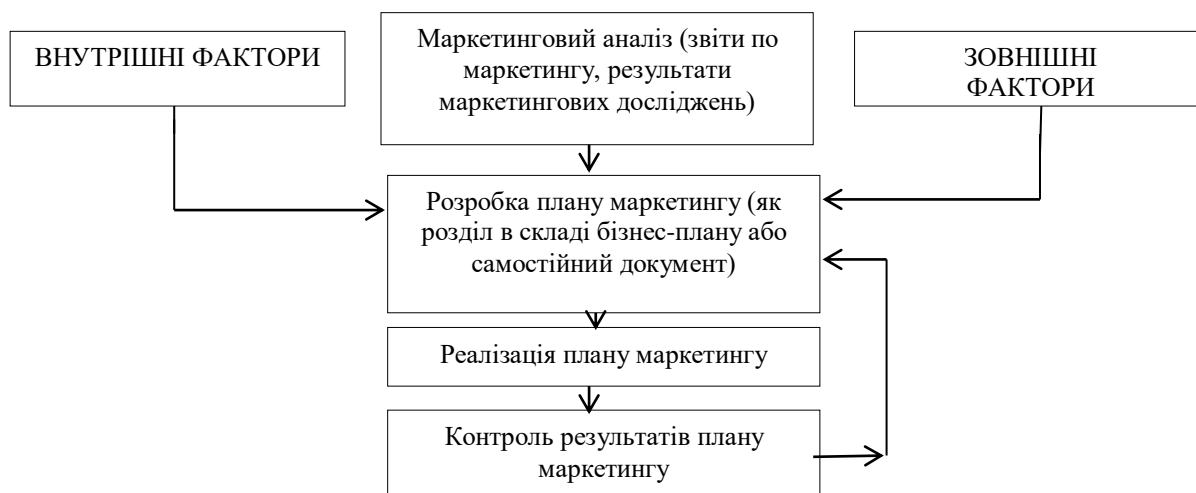 ВНУТРІШНІ ФАКТОРИ
Маркетинговий аналіз (звіти по
маркетингу, результати
маркетингових досліджень)
ЗОВНІШНІ
ФАКТОРИ
Розробка плану маркетингу (як
розділ в складі бізнес-плану або
самостійний документ)
Реалізація плану маркетингу
Контроль результатів плану
маркетингу